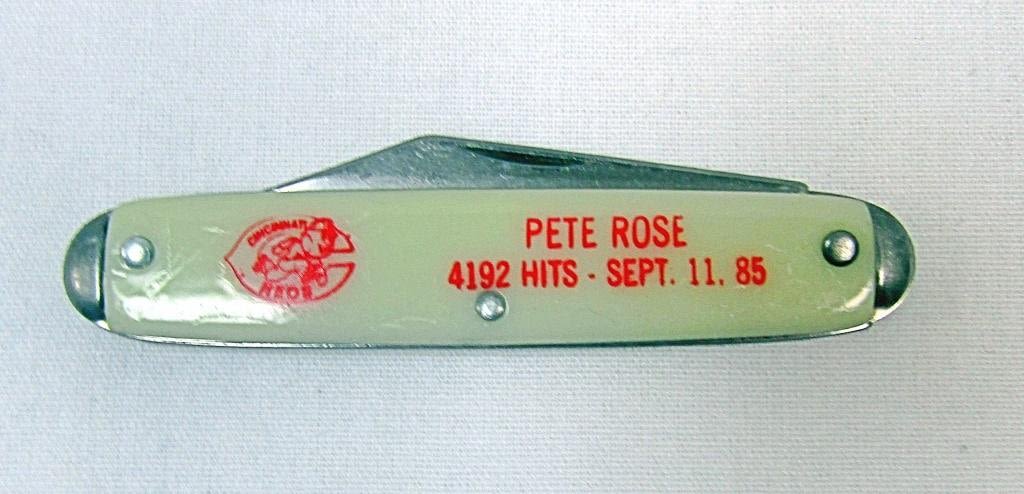 CINCINNATI
REDS
PETE ROSE
4192 HITS - SEPT. 11. 85